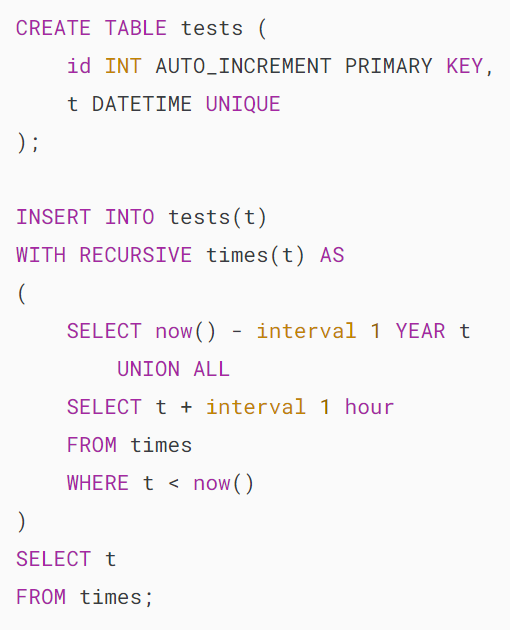 CREATE TABLE tests (
    id INT AUTO_INCREMENT PRIMARY KEY,
    t DATETIME UNIQUE
);

INSERT INTO tests(t)
WITH RECURSIVE times(t) AS
(
    SELECT now() - interval 1 YEAR t
        UNION ALL
    SELECT t + interval 1 hour
    FROM times
    WHERE t < now()
)
SELECT t
FROM times;